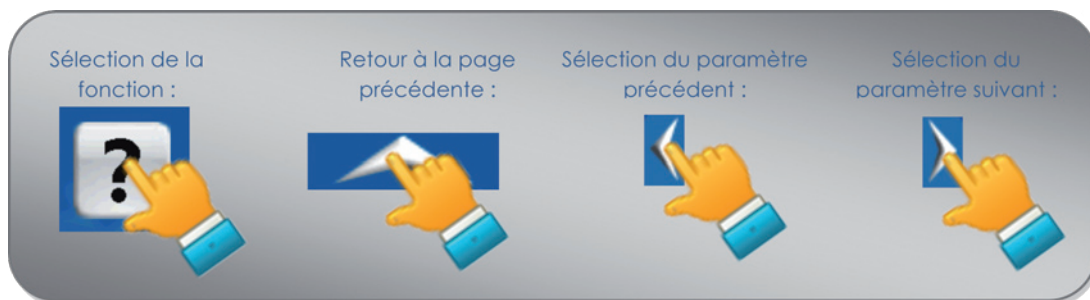 Sélection de la
fonction :
Retour à la page
précédente :
Sélection du paramètre
précédent :
Sélection du
paramètre suivant :
?